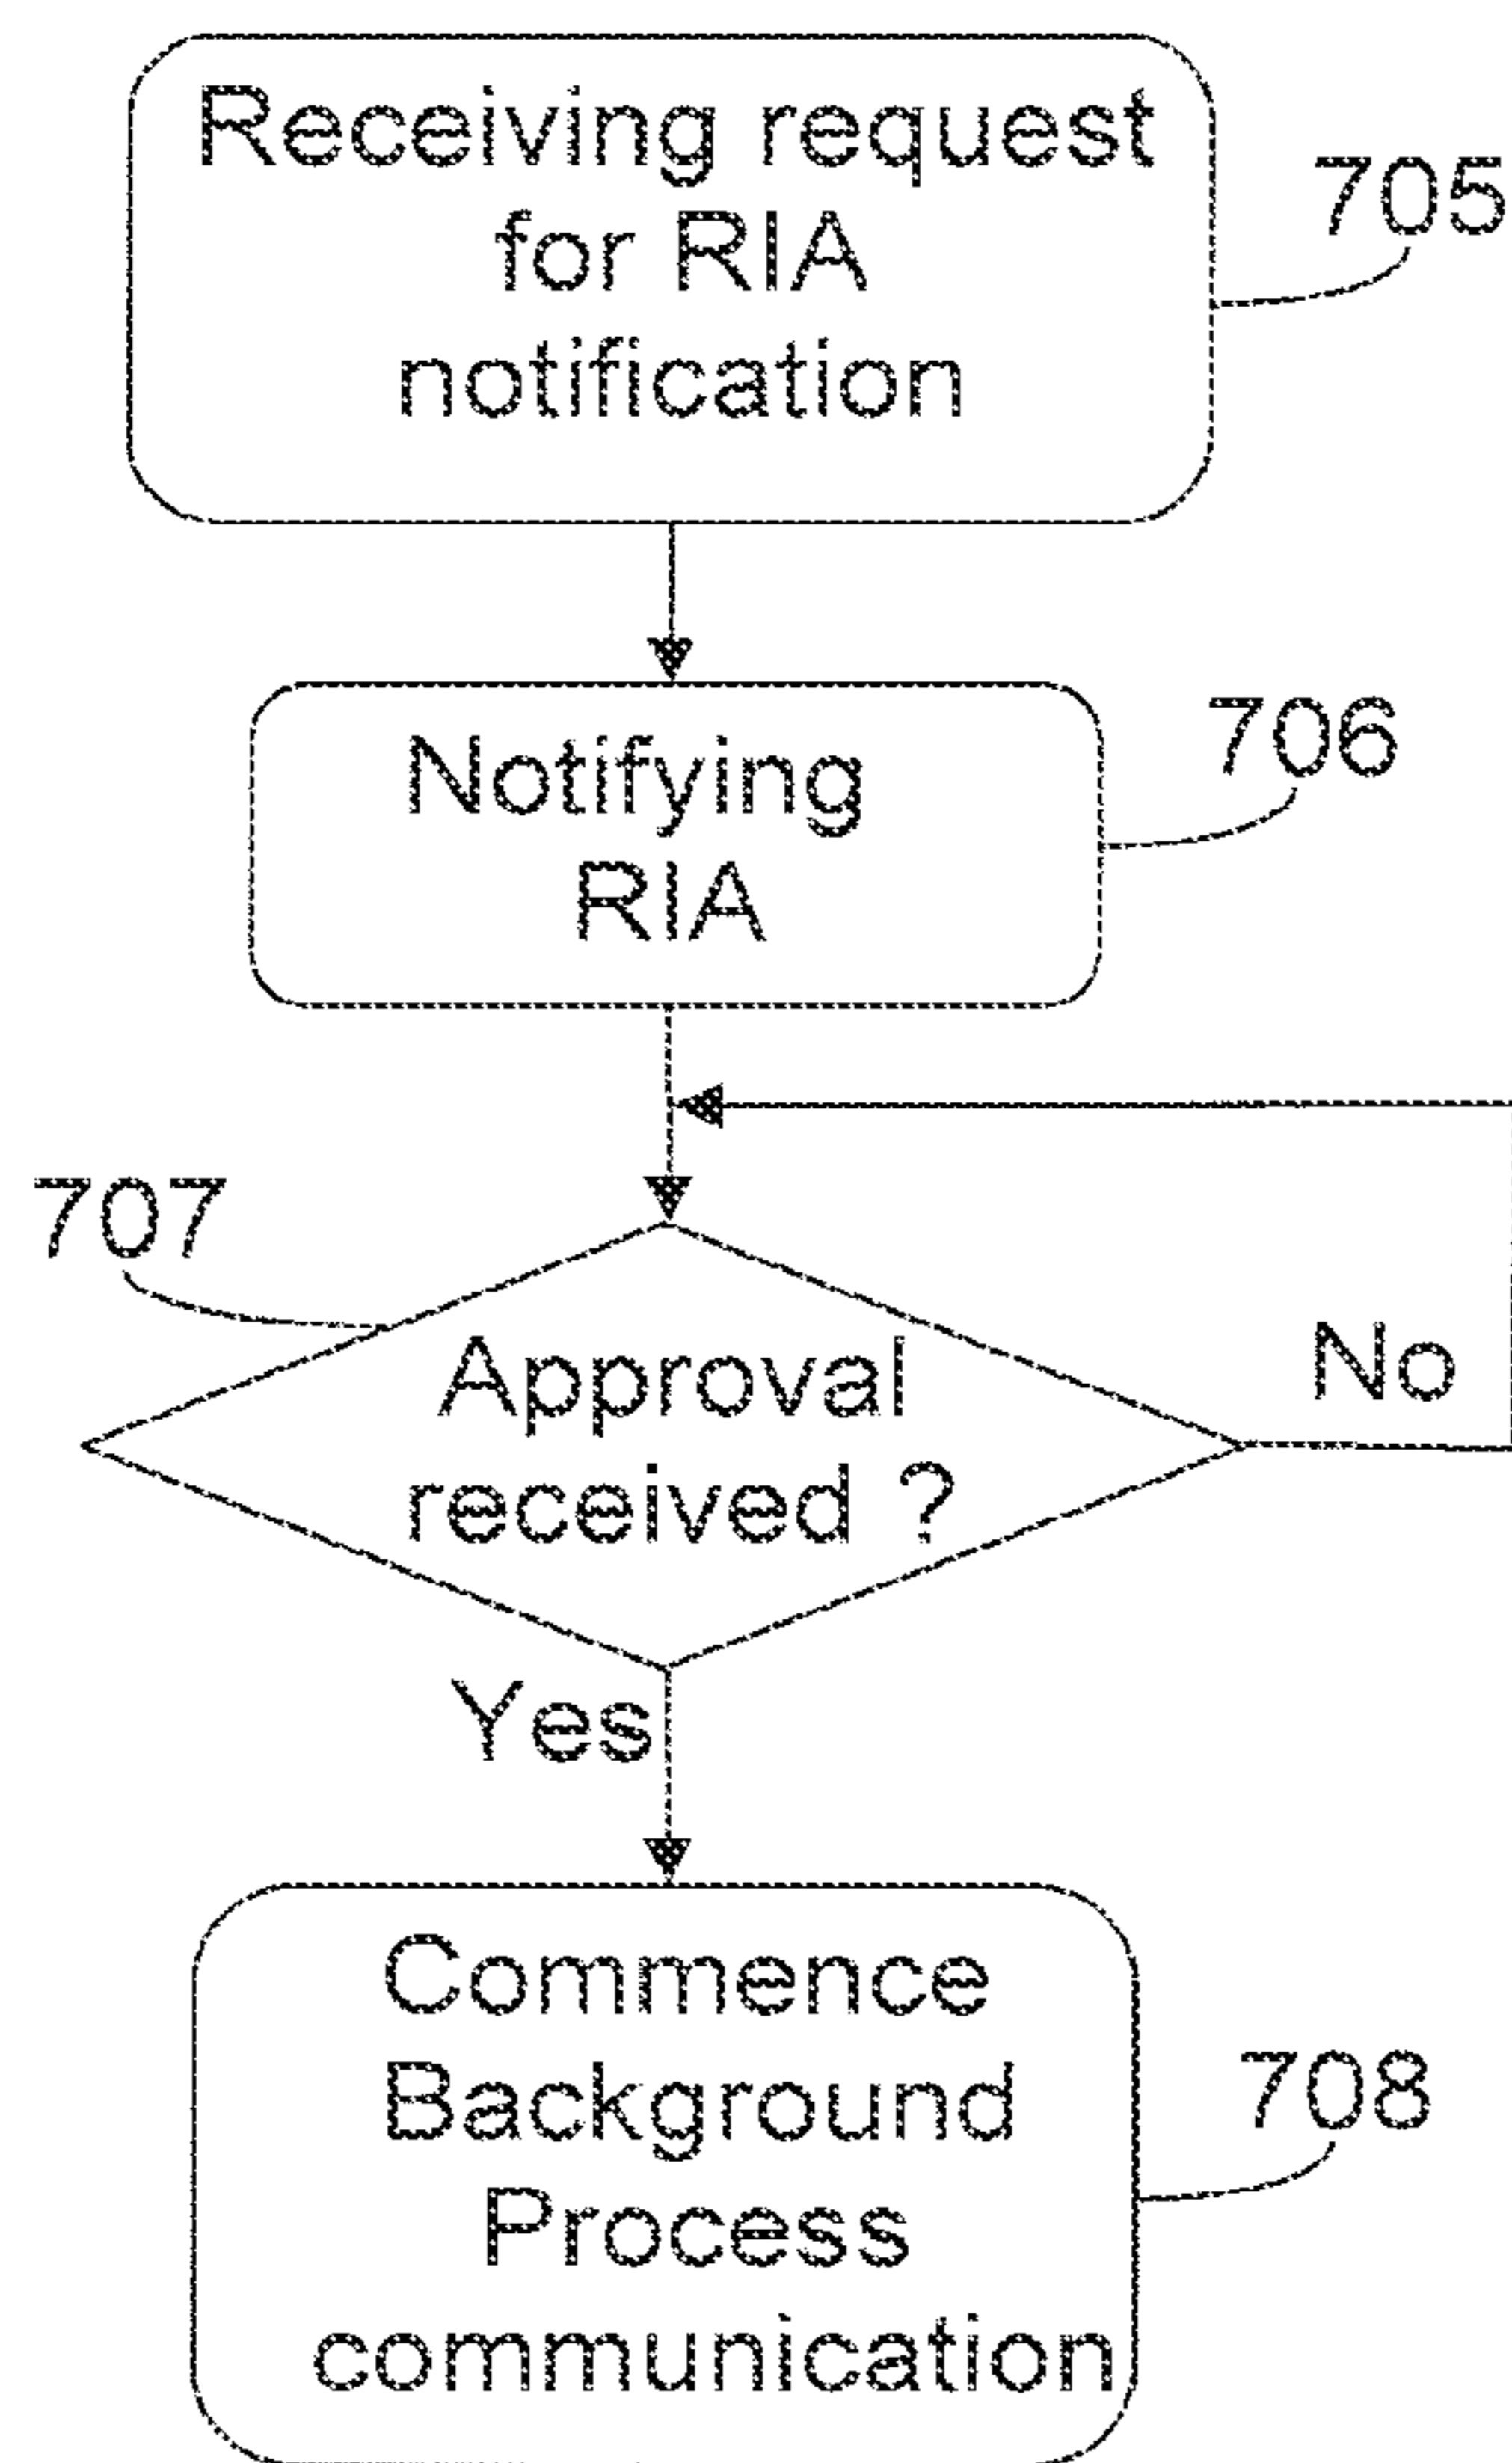 Receiving request
for RIA
notification
705
Notifying
RIA
706
707
Approval
received ?
No
Yes
Commence
Background
Process
communication
708